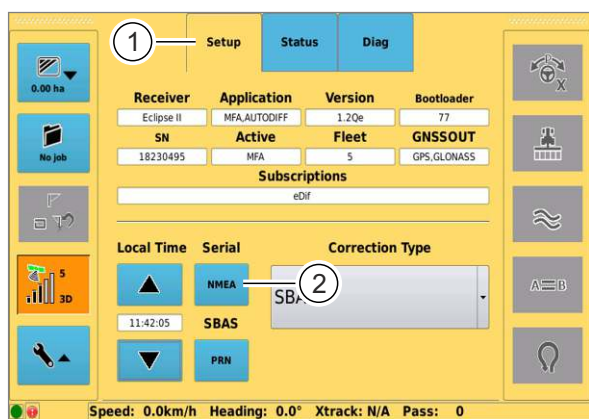 1
Setup Status Diag
0.00 ha
Receiver Application Version Bootloader
Eclipse II MFA,AUTODIFF 1.2Qe 77
SN Active Fleet GNSSOUT
No job
18230495 MFA 5 GPS,GLONASS
Subscriptions
eDif
X
Local Time Serial Correction Type
5
3D
NMEA
2
SBA
A B
11:42:05 SBAS
PRN
Speed: 0.0km/h Heading: 0.0° Xtrack: N/A Pass: 0